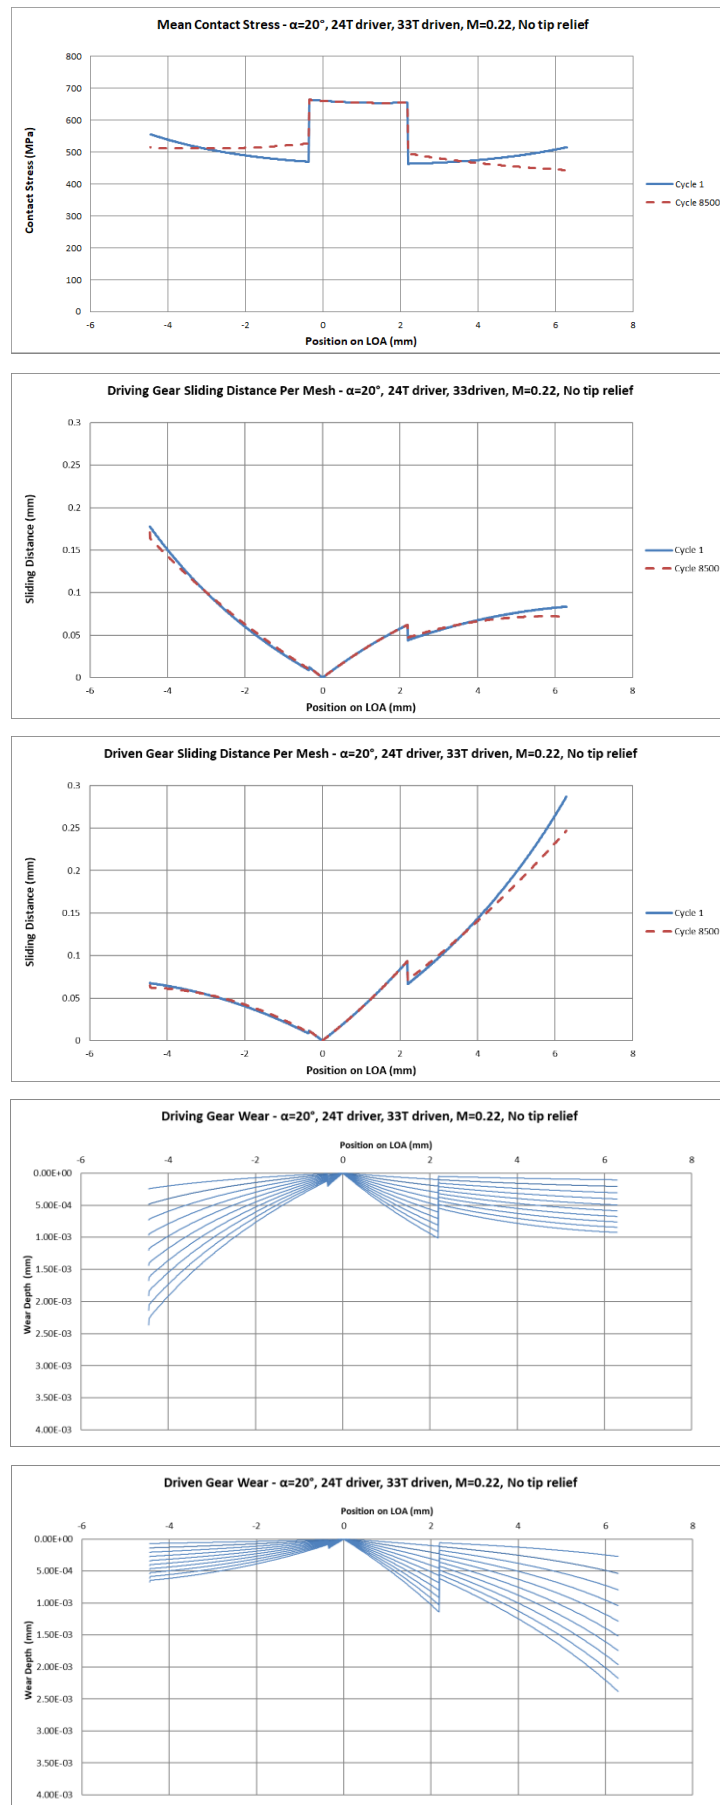 Mean Contact Stress - α=20°, 24T driver, 33T driven, M=0.22, No tip relief
800
700
600
500
400
300
200
100
0
Contact Stress (MPa)
-6 -4 -2 0 2 4 6 8
Position on LOA (mm)
Cycle 1
Cycle 8500
Driving Gear Sliding Distance Per Mesh - α=20°, 24T driver, 33driven, M=0.22, No tip relief
0.3
0.25
0.2
0.15
0.1
0.05
0
Sliding Distance (mm)
-6 -4 -2 0 2 4 6 8
Position on LOA (mm)
Cycle 1
Cycle 8500
Driven Gear Sliding Distance Per Mesh - α=20°, 24T driver, 33T driven, M=0.22, No tip relief
0.3
0.25
0.2
0.15
0.1
0.05
0
Sliding Distance (mm)
-6 -4 -2 0 2 4 6 8
Position on LOA (mm)
Cycle 1
Cycle 8500
Driving Gear Wear - α=20°, 24T driver, 33T driven, M=0.22, No tip relief
Position on LOA (mm)
-6 -4 -2 0 2 4 6 8
0.00E+00
5.00E-04
1.00E-03
1.50E-03
2.00E-03
2.50E-03
3.00E-03
3.50E-03
4.00E-03
Wear Depth (mm)
Driven Gear Wear - α=20°, 24T driver, 33T driven, M=0.22, No tip relief
Position on LOA (mm)
-6 -4 -2 0 2 4 6 8
0.00E+00
5.00E-04
1.00E-03
1.50E-03
2.00E-03
2.50E-03
3.00E-03
3.50E-03
4.00E-03
Wear Depth (mm)